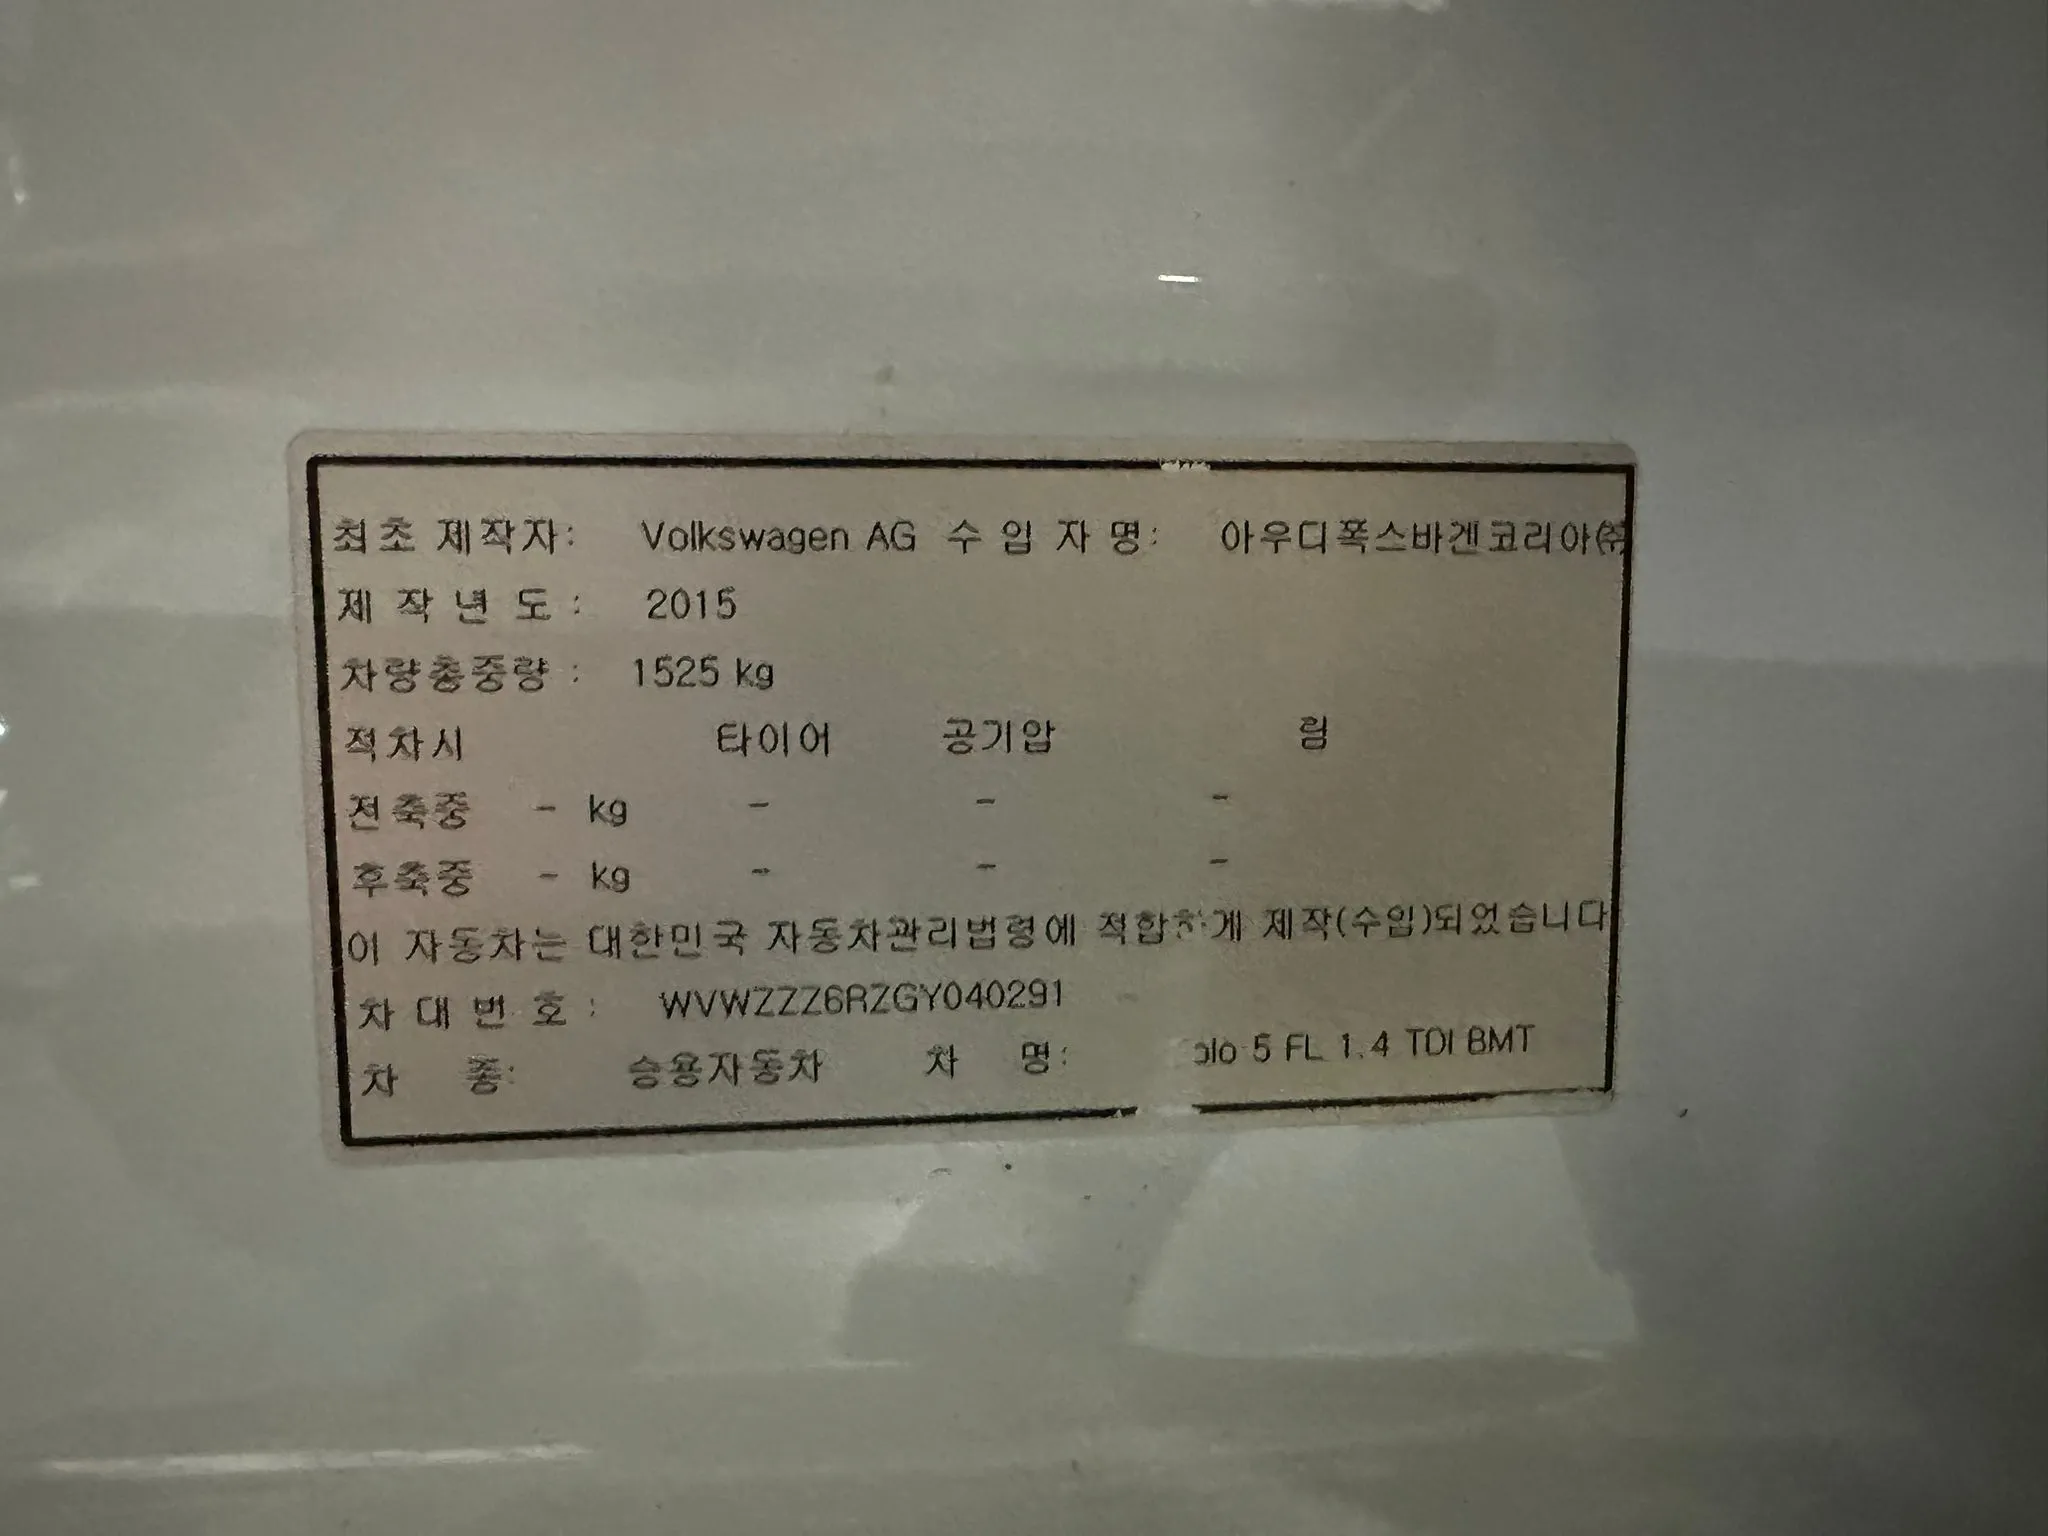 최초 제작자: Volkswagen AG 수 입 자 명: 아우디폭스바겐코리아㈜
제 작 년 도 : 2015
차량총중량 : 1525 kg
적차시 타이어 공기압 림
전축중 - kg - - -
후축중 - kg - - -
이 자동차는 대한민국 자동차관리법령에 적합하게 제작(수입)되었습니다
차 대 번 호 : WVWZZZ6RZGY040291
차 종: 승용자동차 차 명: 5 FL 1.4 TDI BMT